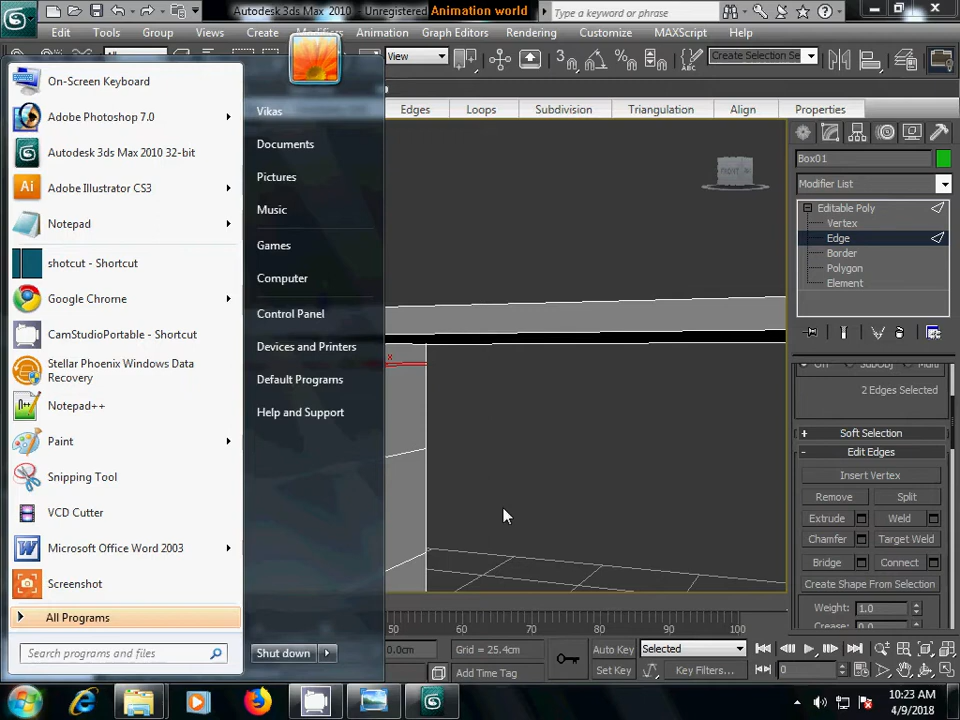 Autodesk 3ds Max 2010
Unregistered
Animation world
Type a keyword or phrase
Edit
Tools
Group
Views
Create
Animation
Graph Editors
Rendering
Customize
MAXScript
Help
View
Create Selection Se
Edges
Loops
Subdivision
Triangulation
Align
Properties
On-Screen Keyboard
Adobe Photoshop 7.0
Autodesk 3ds Max 2010 32-bit
Adobe Illustrator CS3
Notepad
shotcut - Shortcut
Google Chrome
CamStudioPortable - Shortcut
Stellar Phoenix Windows Data
Recovery
Notepad++
Paint
Snipping Tool
VCD Cutter
Microsoft Office Word 2003
Screenshot
All Programs
Search programs and files
Vikas
Documents
Pictures
Music
Games
Computer
Control Panel
Devices and Printers
Default Programs
Help and Support
Shut down
FRONT
x
Box01
Modifier List
Editable Poly
Vertex
Edge
Border
Polygon
Element
2 Edges Selected
+ Soft Selection
- Edit Edges
Insert Vertex
Remove
Split
Extrude
Weld
Chamfer
Target Weld
Bridge
Connect
Create Shape From Selection
Weight: 1.0
50
60
70
80
90
100
0.0cm
Grid = 25.4cm
Add Time Tag
Auto Key
Selected
Set Key
Key Filters...
0
10:23 AM
4/9/2018